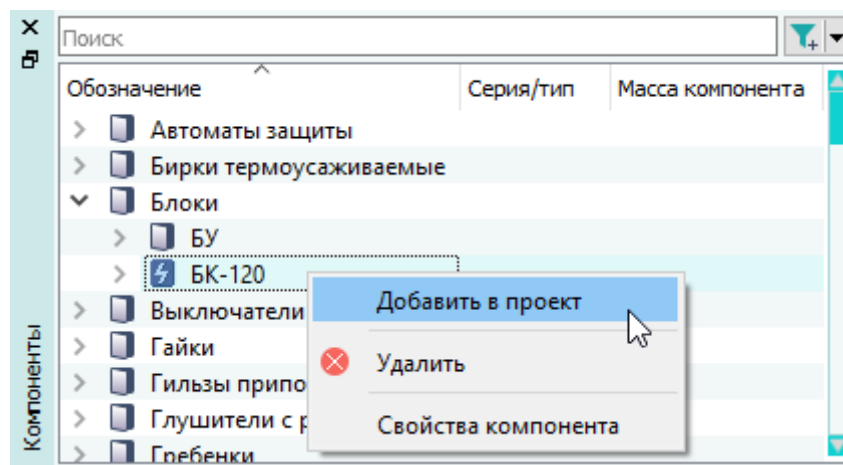 Поиск
Обозначение Серия/тип Масса компонента
Автоматы защиты
Бирки термоусаживаемые
Блоки
БУ
БК-120
Выключатели
Добавить в проект
Гайки
Удалить
Гильзы припо
Глушители с р
Свойства компонента
Гребенки
Компоненты